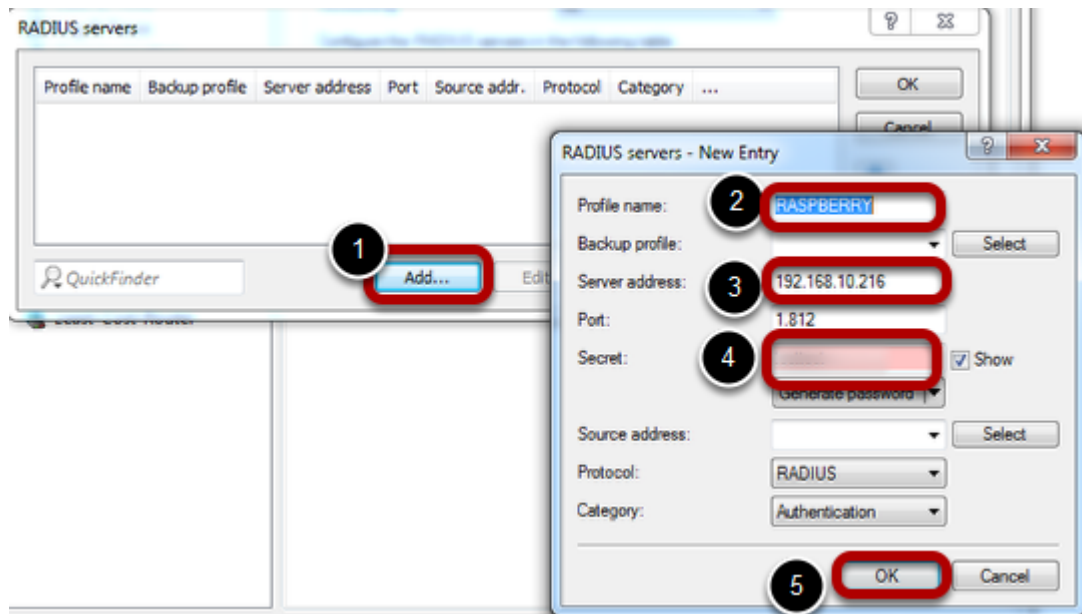 RADIUS servers
Profile name Backup profile Server address Port Source addr. Protocol Category ...
OK
Cancel
1
QuickFinder
Add...
Edit
RADIUS servers - New Entry
Profile name: 2 RASPBERRY
Backup profile: Select
Server address: 3 192.168.10.216
Port: 1.812
Secret: 4 Show
Generate password
Source address: Select
Protocol: RADIUS
Category: Authentication
5 OK Cancel